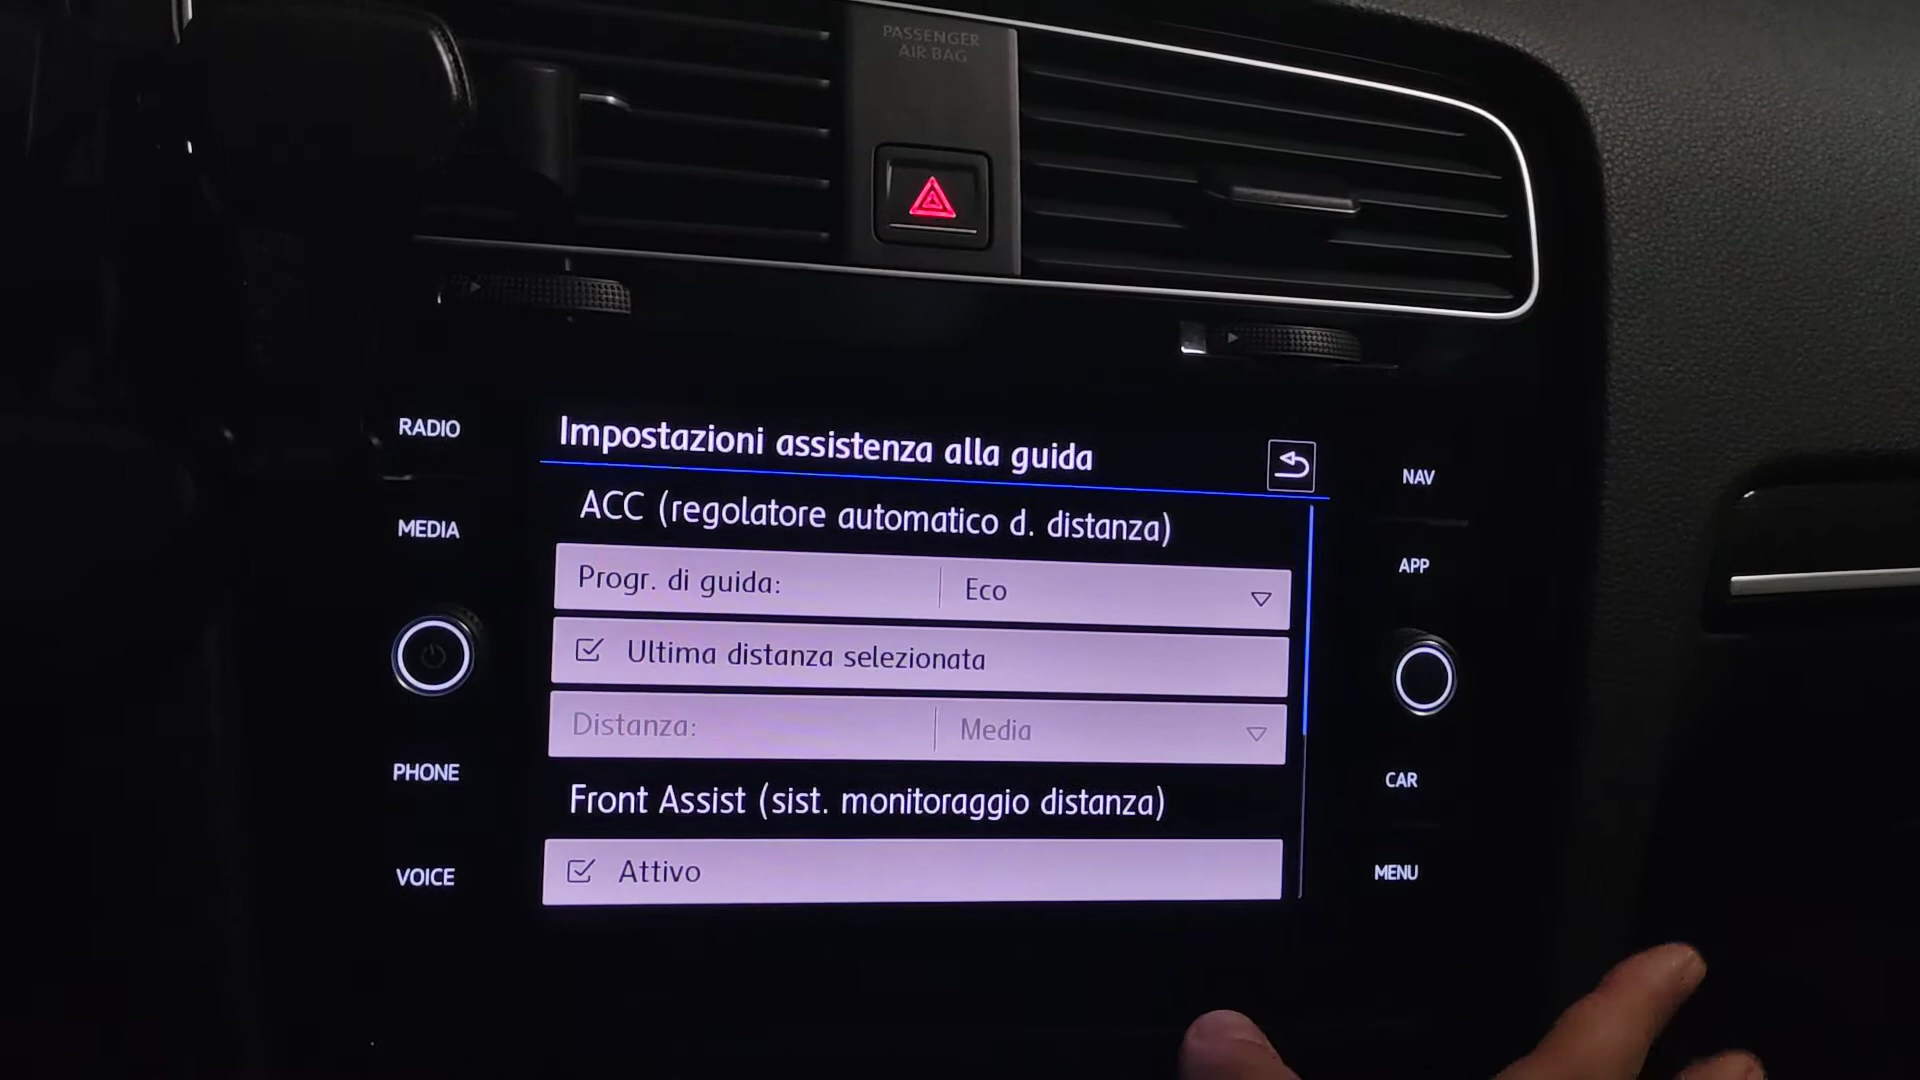 PASSENGER
AIR BAG
RADIO
MEDIA
PHONE
VOICE
Impostazioni assistenza alla guida
ACC (regolatore automatico d. distanza)
Progr. di guida: Eco
Ultima distanza selezionata
Distanza: Media
Front Assist (sist. monitoraggio distanza)
Attivo
NAV
APP
CAR
MENU